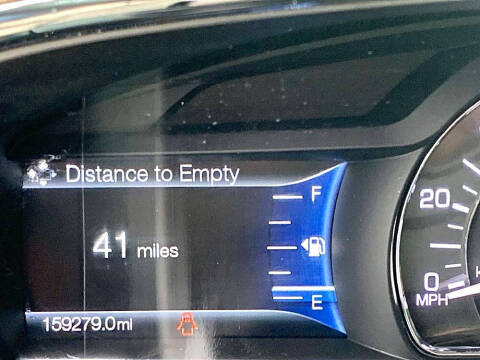 Distance to Empty
F
41 miles
E
159279.0mi
20
0
MPH